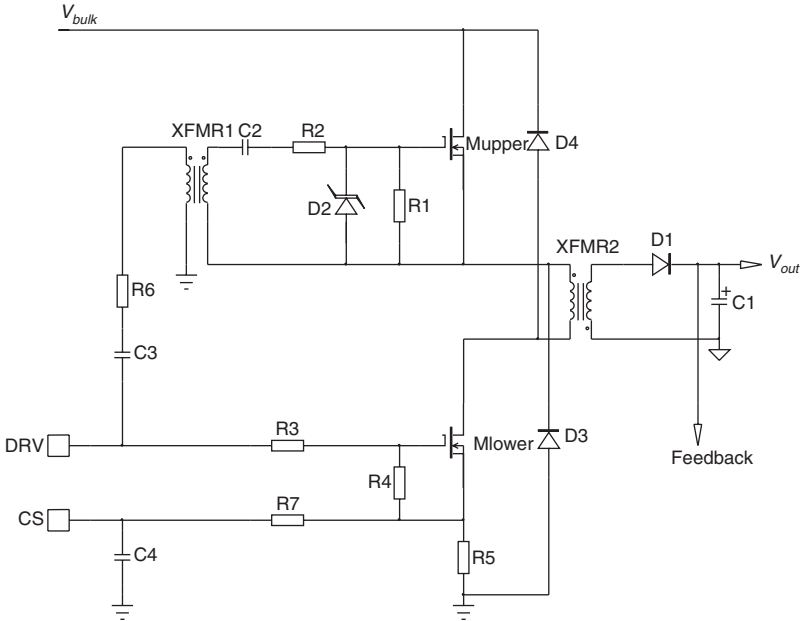 Vbulk
XFMR1 C2 R2
Mupper D4
D2 R1
XFMR2 D1
Vout
R6
+
C1
C3
R3
DRV
Mlower D3
Feedback
R4
R7
CS
C4
R5